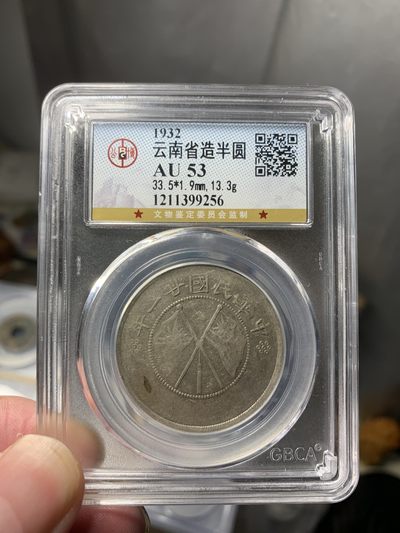 1932
云南省造半圆
AU 53
33.5*1.9mm,13.3g
1211399256
★ 文物鉴定委员会监制 ★
年一廿國民華中
GBCA